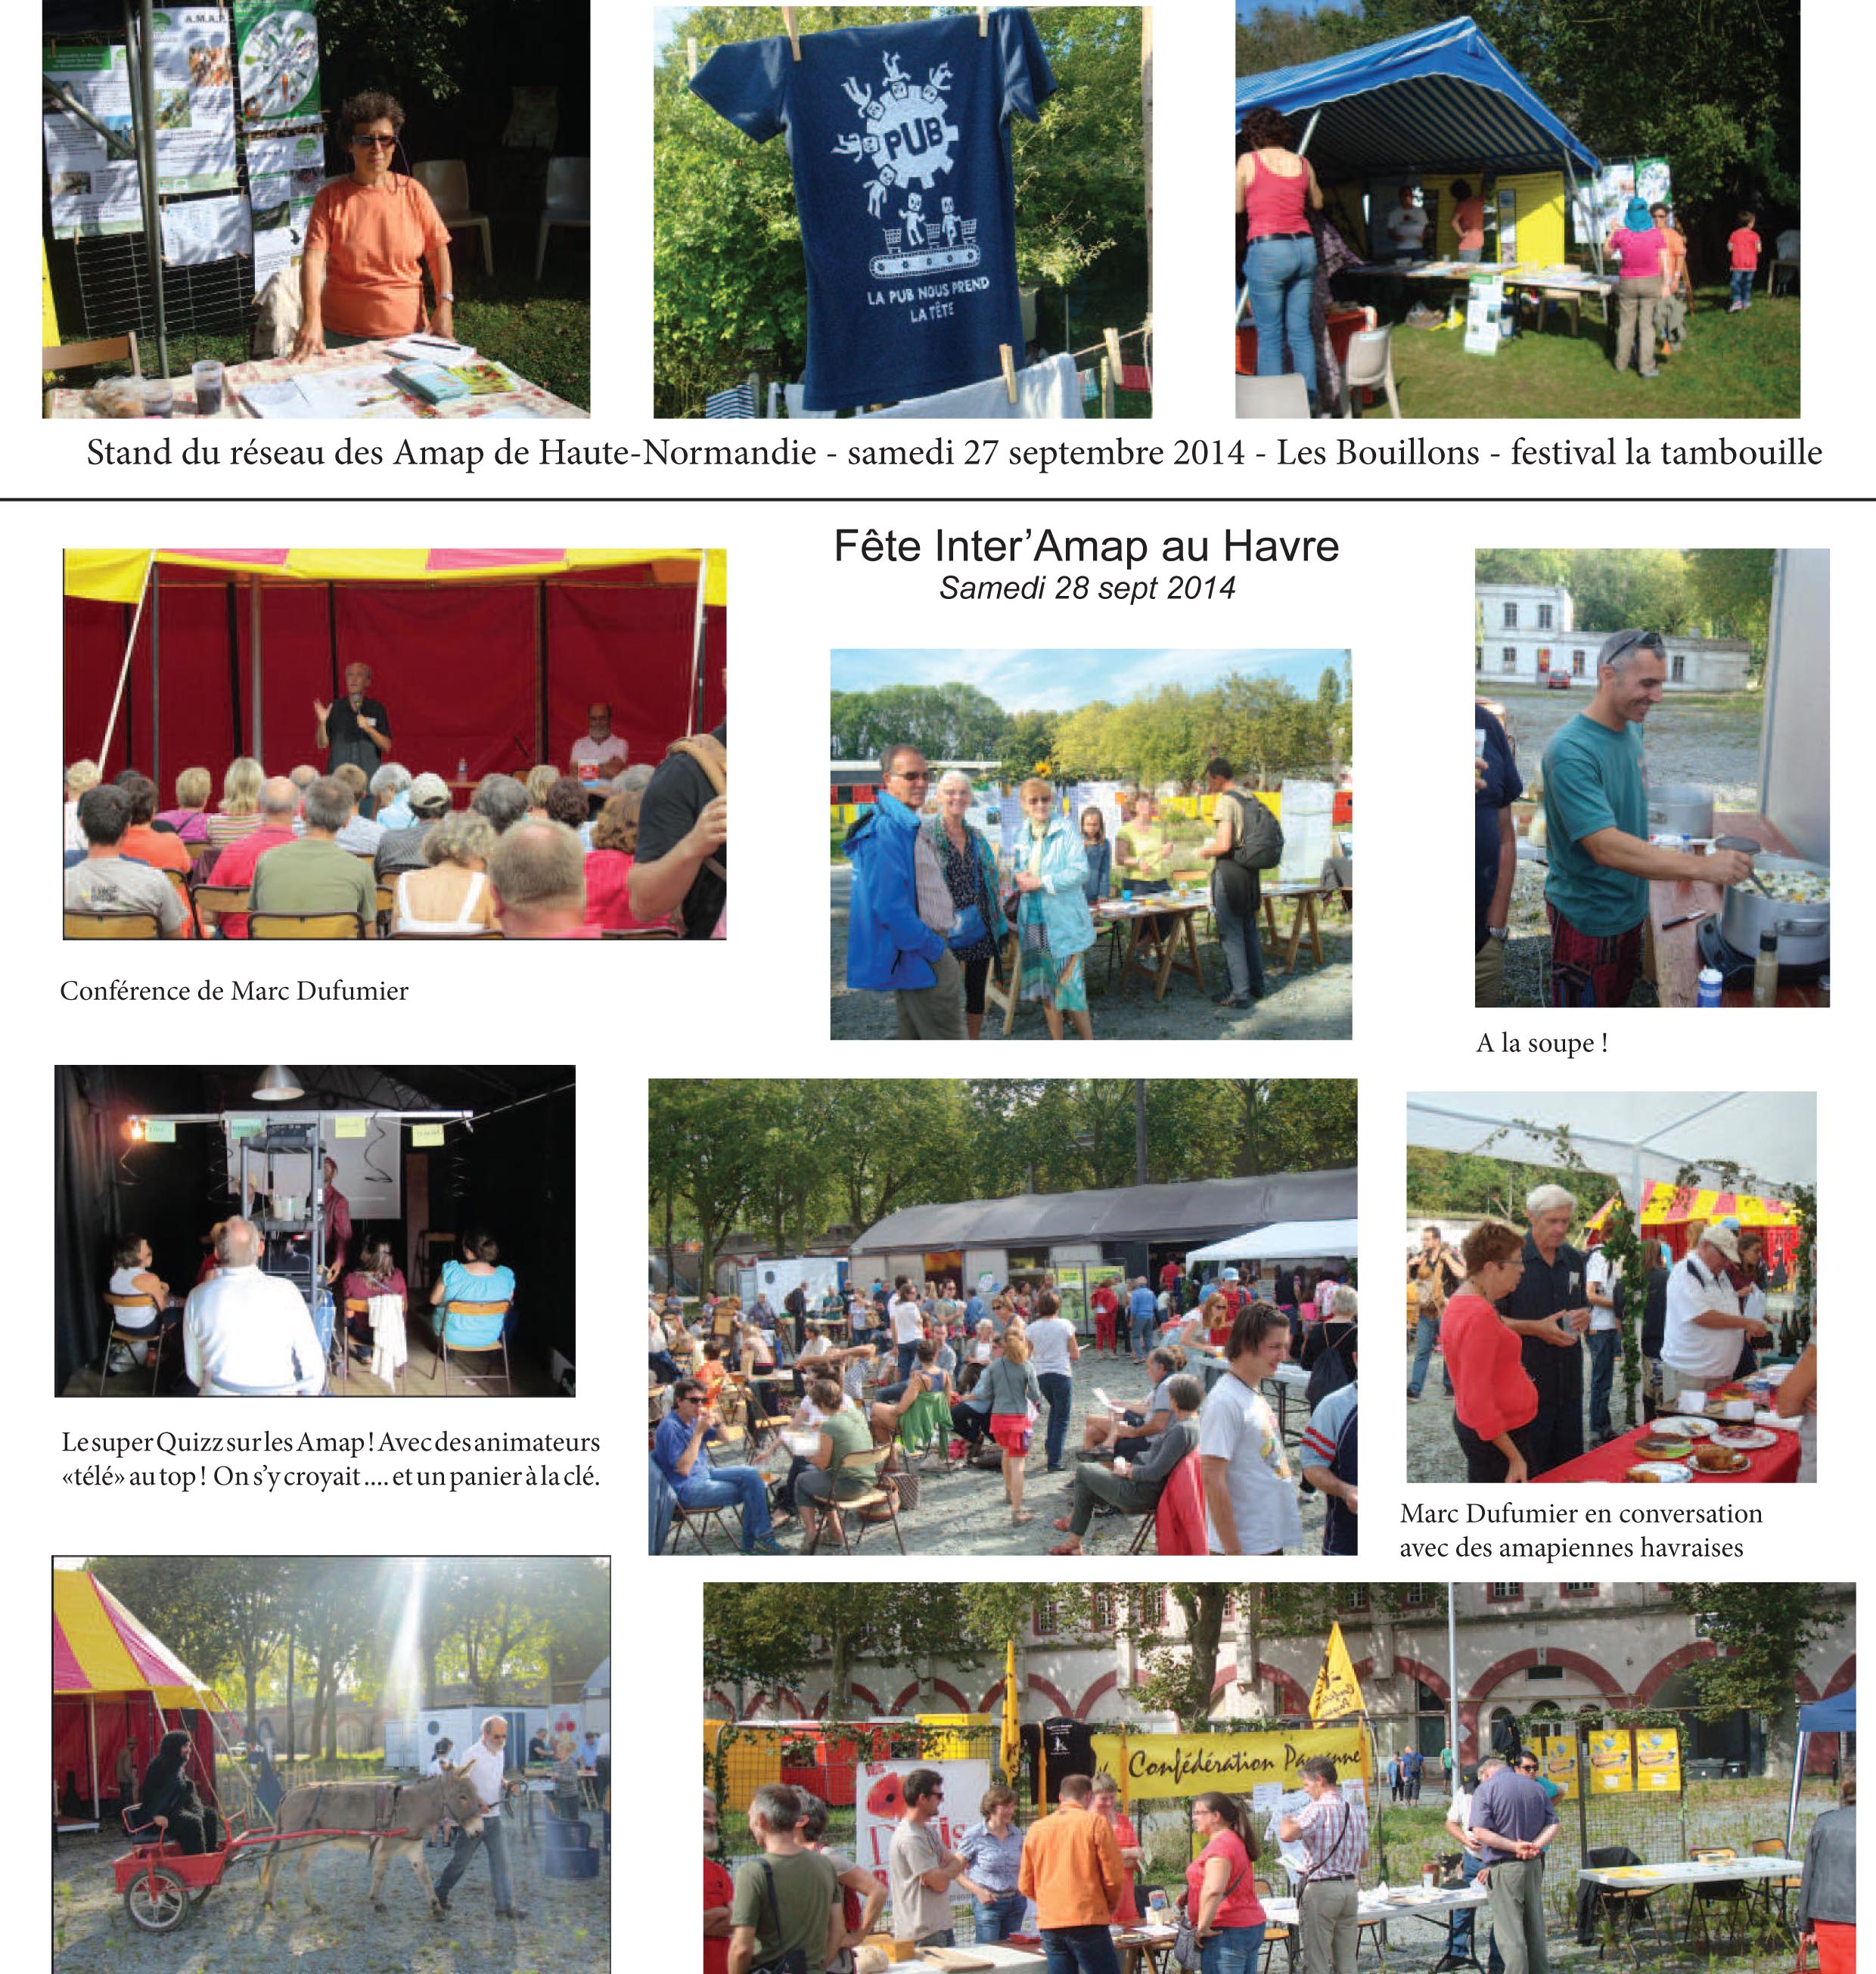 A.M.A.P.
PUB
LA PUB NOUS PREND
LA TÊTE
Stand du réseau des Amap de Haute-Normandie - samedi 27 septembre 2014 - Les Bouillons - festival la tambouille
Fête Inter'Amap au Havre
Samedi 28 sept 2014
Conférence de Marc Dufumier
A la soupe !
Le super Quizz sur les Amap ! Avec des animateurs
«télé» au top ! On s'y croyait .... et un panier à la clé.
Marc Dufumier en conversation
avec des amapiennes havraises
Confédération Paysanne